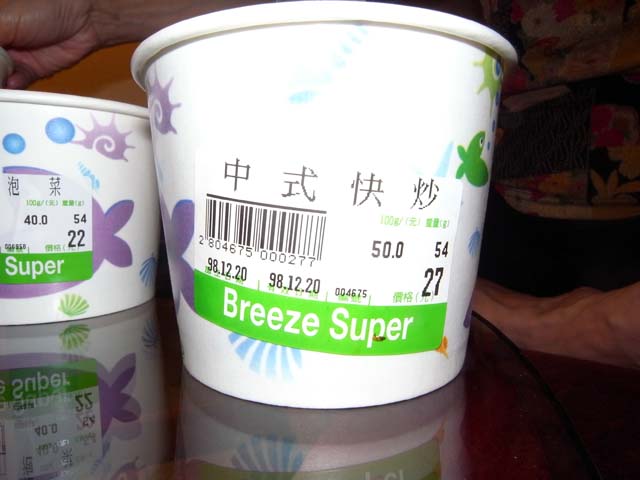 中式快炒
100g/(元) 重量(g)
50.0 54
2 804675 000277
98.12.20 98.12.20 004675
價格(元)
27
Breeze Super
泡菜
100g/(元) 重量(g)
40.0 54
價格(
22
Super